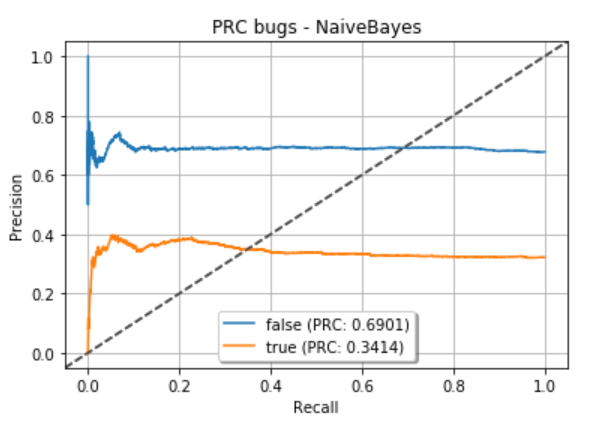 PRC bugs - NaiveBayes
1.0
0.8
0.6
0.4
0.2
0.0
Precision
false (PRC: 0.6901)
true (PRC: 0.3414)
0.0 0.2 0.4 0.6 0.8 1.0
Recall